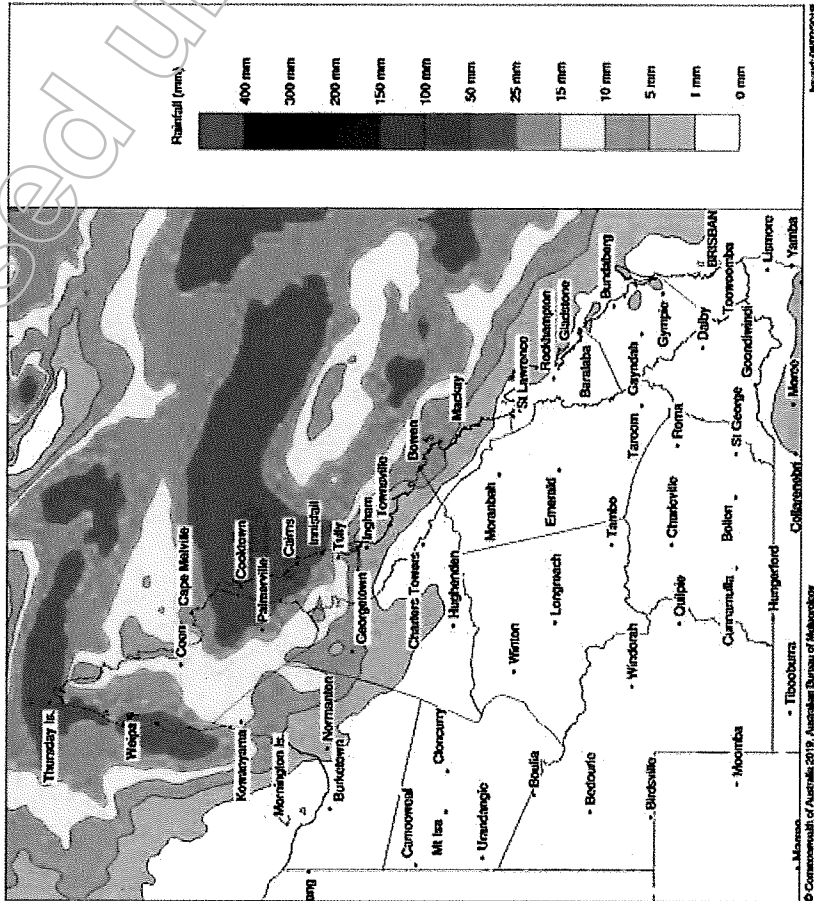 sed u
Rainfall (mm)
400 mm
300 mm
200 mm
150 mm
100 mm
50 mm
25 mm
15 mm
10 mm
5 mm
1 mm
0 mm
Thursday Is.
Weipa
Coen
Cape Melville
Cooktown
Palmerville
Kowanyama
Cairns
Innisfail
Mornington Is.
Tully
Normanton
Georgetown
Ingham
Burketown
Townsville
Bowen
Charters Towers
Mackay
Camooweal
Cloncurry
Hughenden
Mt Isa
Moranbah
St Lawrence
Urandangie
Winton
Rockhampton
Gladstone
Boulia
Longreach
Emerald
Baralaba
Bundaberg
Bedourie
Windorah
Tambo
Taroom
Gayndah
Gympie
Birdsville
Quilpie
Charleville
Roma
Dalby
BRISBAN
Toowoomba
Moomba
Cunnamulla
Bollon
St George
Goondiwindi
Lismore
Hungerford
Tibooburra
Collarenebri
Moree
Yamba
© Commonwealth of Australia 2019, Australian Bureau of Meteorology